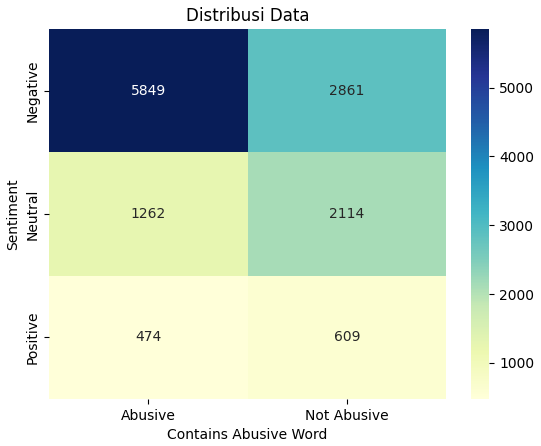 Distribusi Data
Sentiment
Negative
5849 2861
Neutral
1262 2114
Positive
474 609
Abusive Not Abusive
Contains Abusive Word
5000
4000
3000
2000
1000